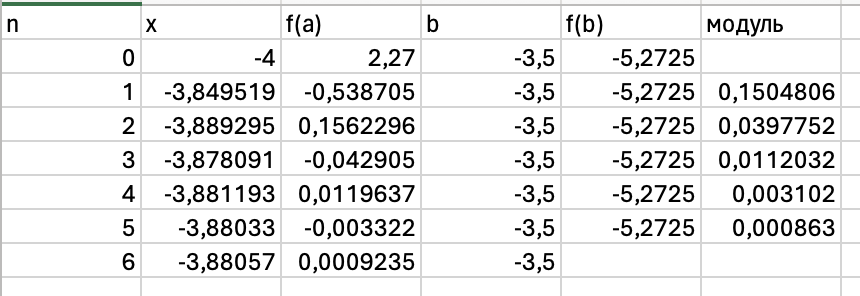 n x f(a) b f(b) модуль
0 -4 2,27 -3,5 -5,2725
1 -3,849519 -0,538705 -3,5 -5,2725 0,1504806
2 -3,889295 0,1562296 -3,5 -5,2725 0,0397752
3 -3,878091 -0,042905 -3,5 -5,2725 0,0112032
4 -3,881193 0,0119637 -3,5 -5,2725 0,003102
5 -3,88033 -0,003322 -3,5 -5,2725 0,000863
6 -3,88057 0,0009235 -3,5